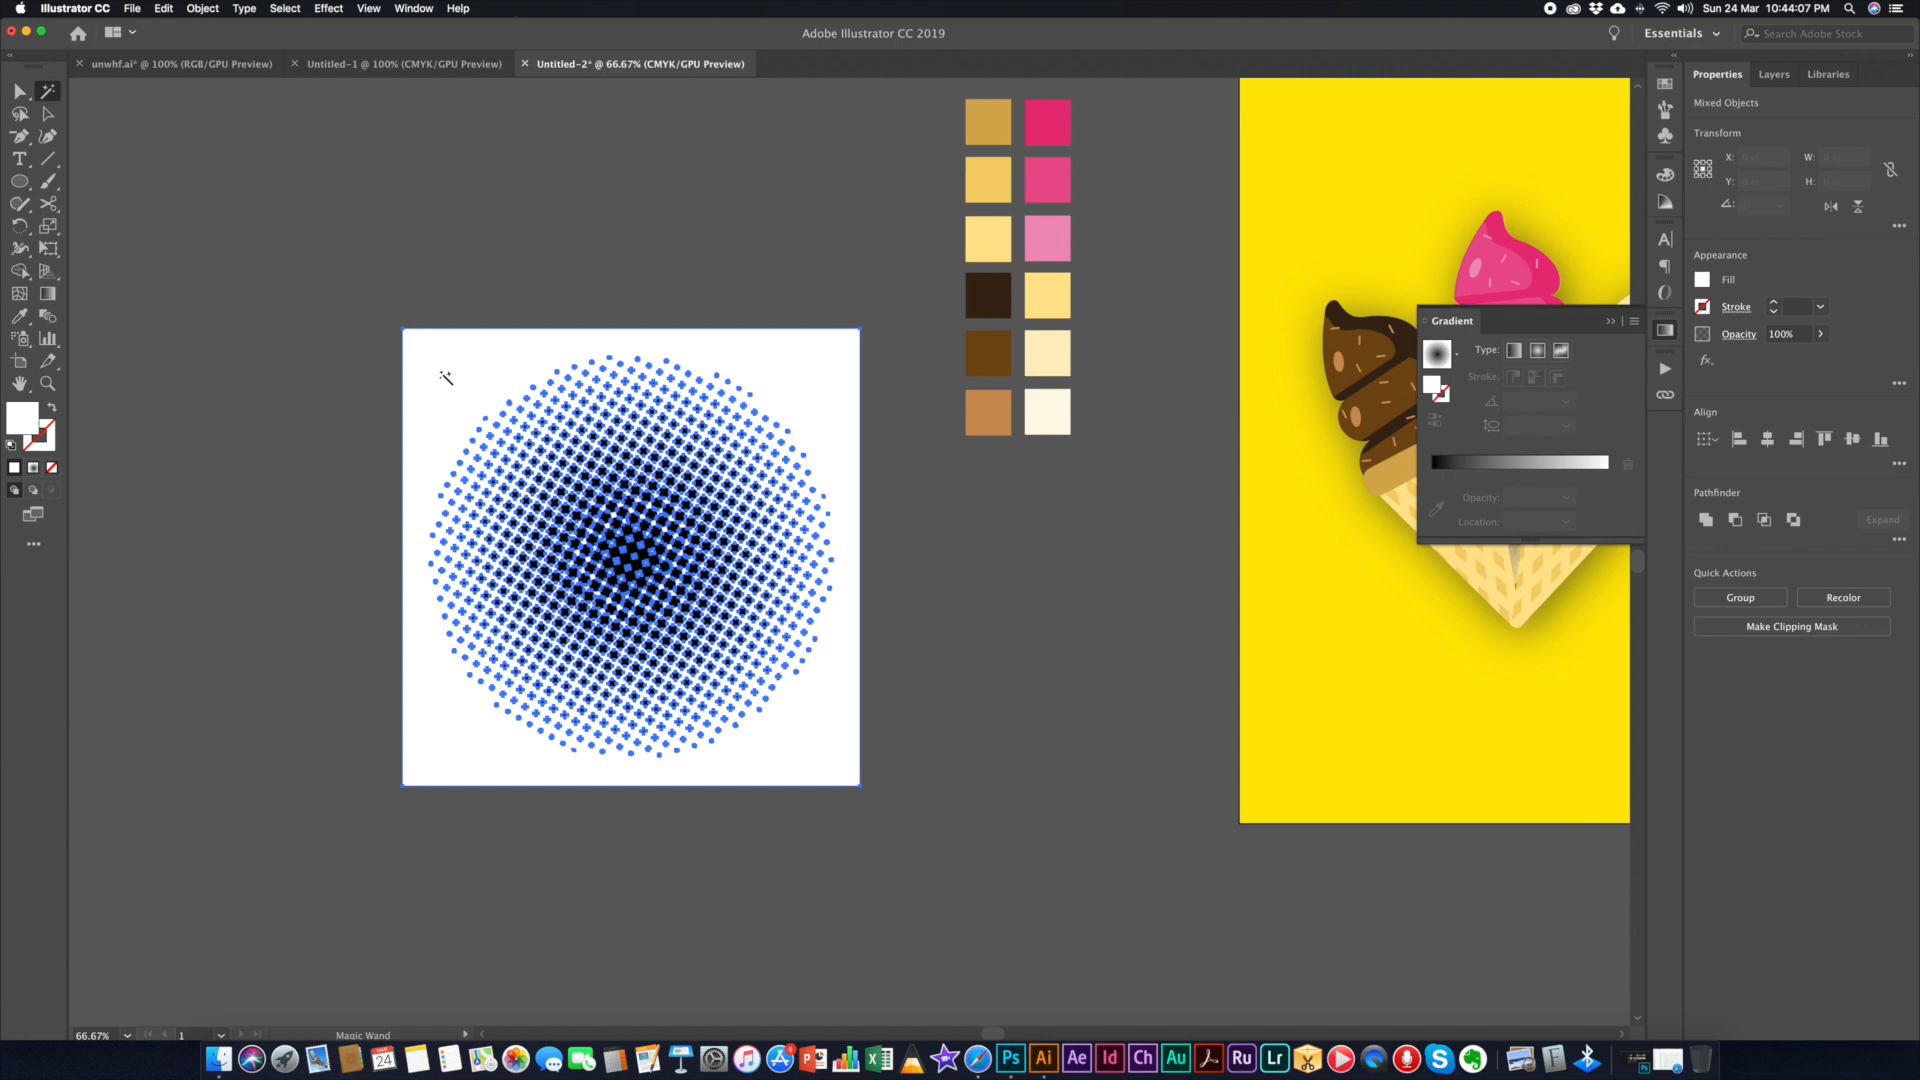 Illustrator CC File Edit Object Type Select Effect View Window Help
Sun 24 Mar 10:44:07 PM
Adobe Illustrator CC 2019
Essentials
Search Adobe Stock
unwhf.ai* @ 100% (RGB/GPU Preview)
Untitled-1 @ 100% (CMYK/GPU Preview)
Untitled-2* @ 66.67% (CMYK/GPU Preview)
Properties Layers Libraries
Mixed Objects
Transform
X: W:
Y: H:
Appearance
Fill
Stroke
Opacity 100%
fx.
Align
Pathfinder
Expand
Quick Actions
Group Recolor
Make Clipping Mask
Gradient
Type:
Stroke:
Opacity:
Location:
66.67% 1 Magic Wand
24
Ps Ai Ae Id Ch Au Ru Lr